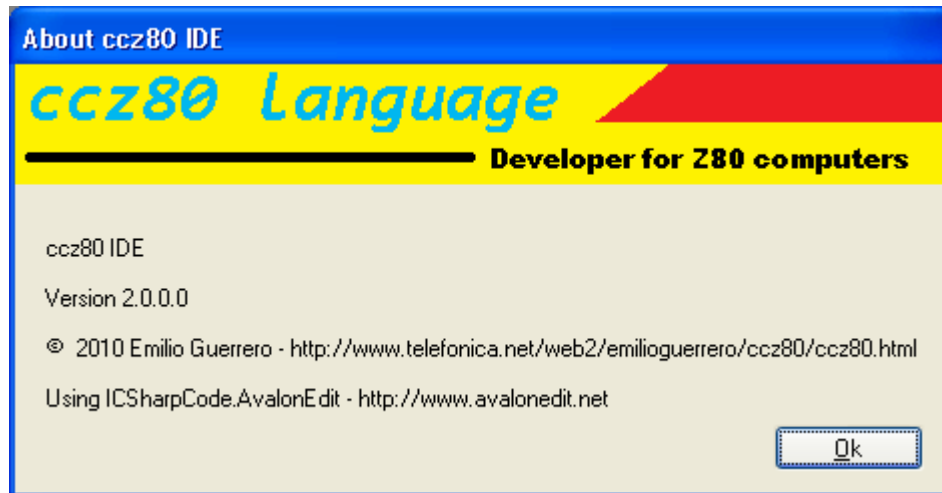 About ccz80 IDE
ccz80 Language
Developer for Z80 computers
ccz80 IDE
Version 2.0.0.0
© 2010 Emilio Guerrero - http://www.telefonica.net/web2/emilioguerrero/ccz80/ccz80.html
Using ICSharpCode.AvalonEdit - http://www.avalonedit.net
Ok